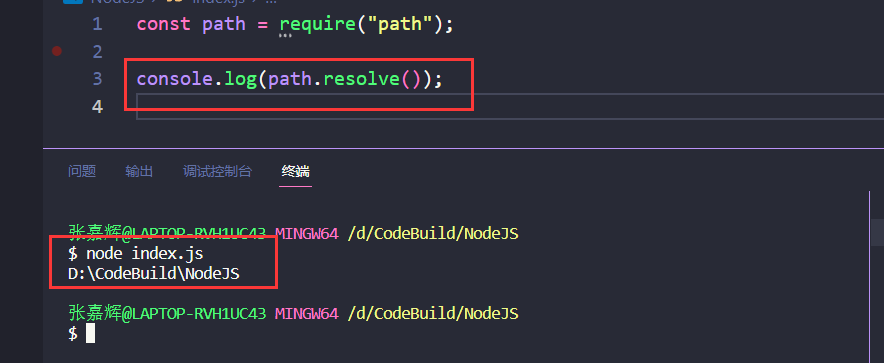 NodeJS > JS index.js > ...
1 const path = require("path");
2
3 console.log(path.resolve());
4
问题 输出 调试控制台 终端
张嘉辉@LAPTOP-RVH1UC43 MINGW64 /d/CodeBuild/NodeJS
$ node index.js
D:\CodeBuild\NodeJS
张嘉辉@LAPTOP-RVH1UC43 MINGW64 /d/CodeBuild/NodeJS
$